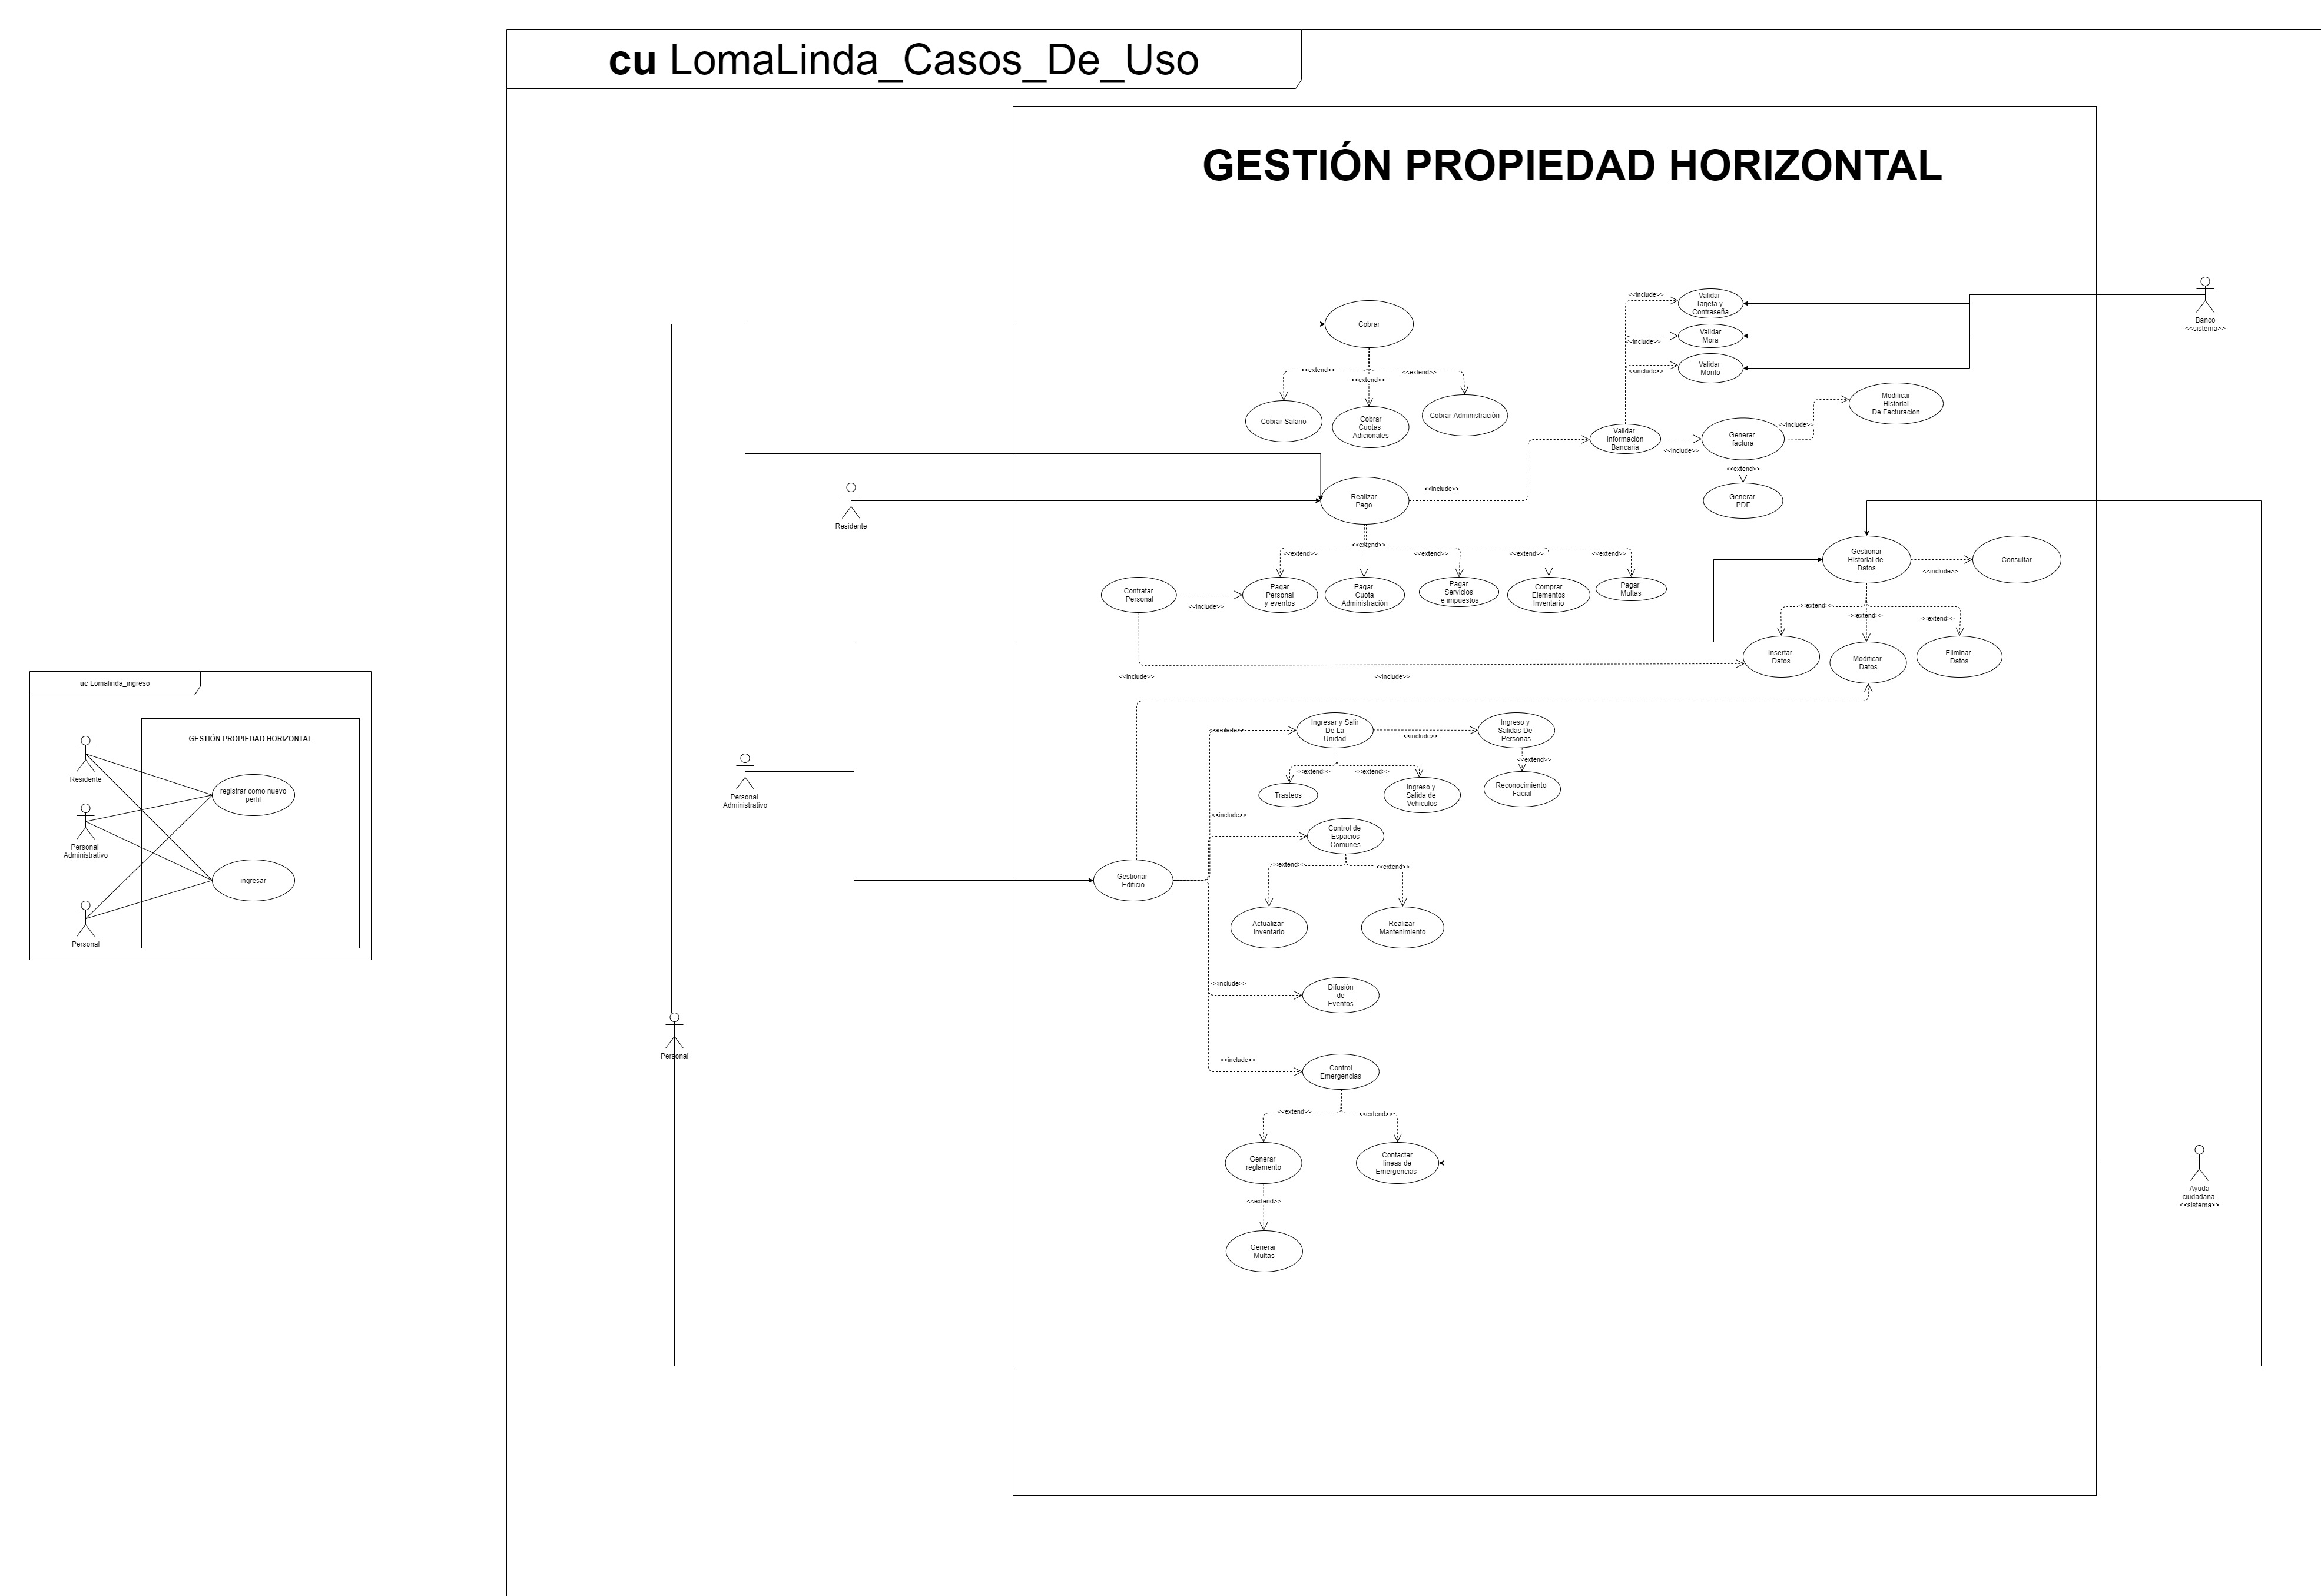 cu LomaLinda_Casos_De_Uso
GESTIÓN PROPIEDAD HORIZONTAL
Cobrar
<<extend>>
<<extend>>
<<extend>>
Cobrar Salario
Cobrar
Cuotas
Adicionales
Cobrar Administración
<<include>>
Validar
Tarjeta y
Contraseña
<<include>>
Validar
Mora
<<include>>
Validar
Monto
Banco
<<sistema>>
Modificar
Historial
De Facturacion
Validar
Información
Bancaria
<<include>>
Generar
factura
<<include>>
<<extend>>
Generar
PDF
Residente
Realizar
Pago
<<include>>
<<extend>>
<<extend>>
<<extend>>
<<extend>>
<<extend>>
Contratar
Personal
<<include>>
Pagar
Personal
y eventos
Pagar
Cuota
Administración
Pagar
Servicios
e impuestos
Comprar
Elementos
Inventario
Pagar
Multas
Gestionar
Historial de
Datos
<<include>>
Consultar
<<extend>>
<<extend>>
<<extend>>
Insertar
Datos
Modificar
Datos
Eliminar
Datos
<<include>>
<<include>>
uc Lomalinda_ingreso
GESTIÓN PROPIEDAD HORIZONTAL
Residente
registrar como nuevo
perfil
Personal
Administrativo
ingresar
Personal
Personal
Administrativo
<<include>>
Ingresar y Salir
De La
Unidad
<<include>>
Ingreso y
Salidas De
Personas
<<extend>>
<<extend>>
<<extend>>
Trasteos
Ingreso y
Salida de
Vehiculos
Reconocimiento
Facial
<<include>>
Control de
Espacios
Comunes
<<extend>>
<<extend>>
Gestionar
Edificio
Actualizar
Inventario
Realizar
Mantenimiento
<<include>>
Difusión
de
Eventos
Personal
<<include>>
Control
Emergencias
<<extend>>
<<extend>>
Generar
reglamento
Contactar
lineas de
Emergencias
Ayuda
ciudadana
<<sistema>>
<<extend>>
Generar
Multas